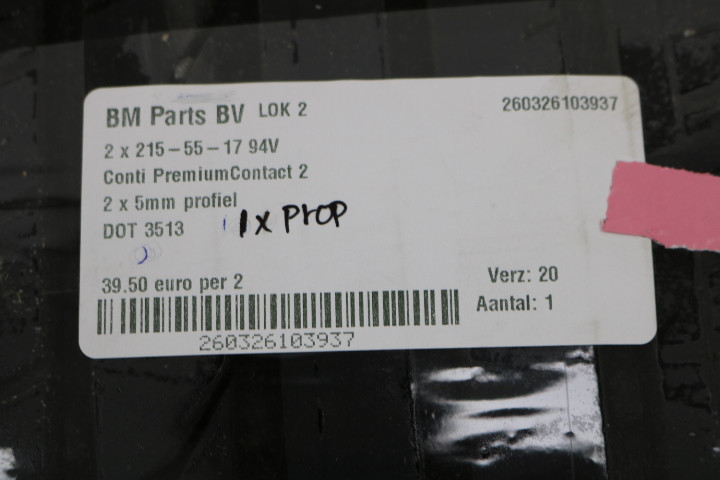 BM Parts BV LOK 2 260326103937
2 x 215-55-17 94V
Conti PremiumContact 2
2 x 5mm profiel
DOT 3513 1x Prop
39.50 euro per 2 Verz: 20
Aantal: 1
260326103937